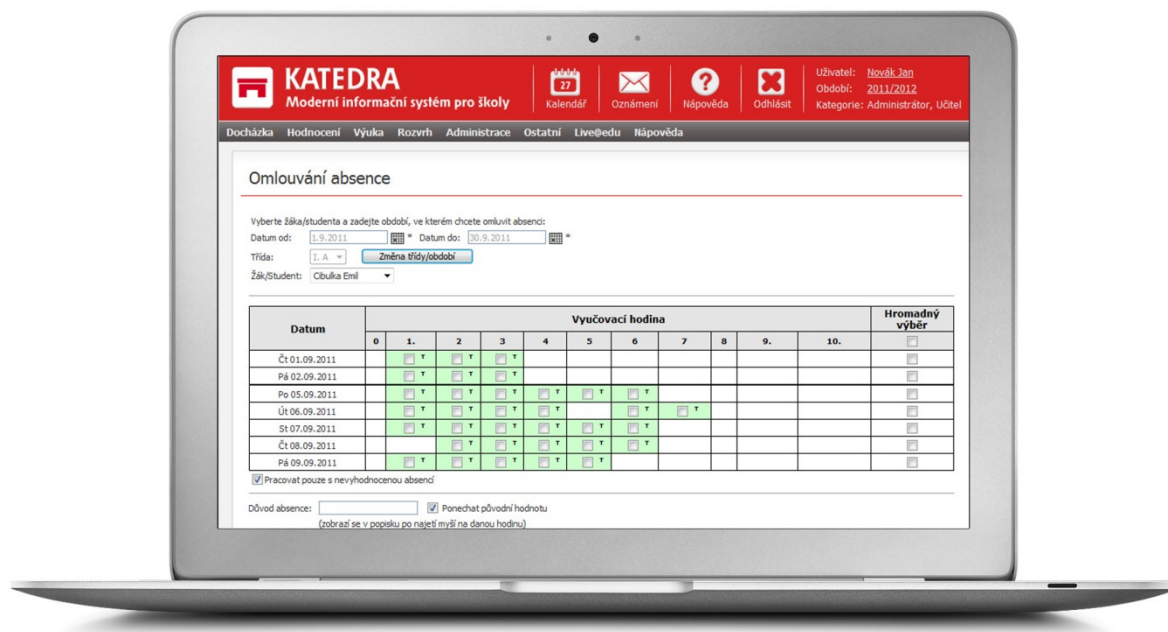 KATEDRA
Moderní informační systém pro školy
27
Kalendář
Oznámení
Nápověda
Odhlásit
Uživatel: Novák Jan
Období: 2011/2012
Kategorie: Administrátor, Učitel
Docházka Hodnocení Výuka Rozvrh Administrace Ostatní Live@edu Nápověda
Omlouvání absence
Vyberte žáka/studenta a zadejte období, ve kterém chcete omluvit absenci:
Datum od: 1.9.2011 * Datum do: 30.9.2011 *
Třída: I. A Změna třídy/období
Žák/Student: Cibulka Emil
Datum Vyučovací hodina Hromadný výběr
0 1. 2 3 4 5 6 7 8 9. 10.
Čt 01.09.2011 T T T
Pá 02.09.2011 T T T
Po 05.09.2011 T T T T T T
Út 06.09.2011 T T T T T T
St 07.09.2011 T T T T T T
Čt 08.09.2011 T T T T T
Pá 09.09.2011 T T T T T
Pracovat pouze s nevyhodnocenou absencí
Důvod absence: Ponechat původní hodnotu
(zobrazí se v popisku po najetí myší na danou hodinu)